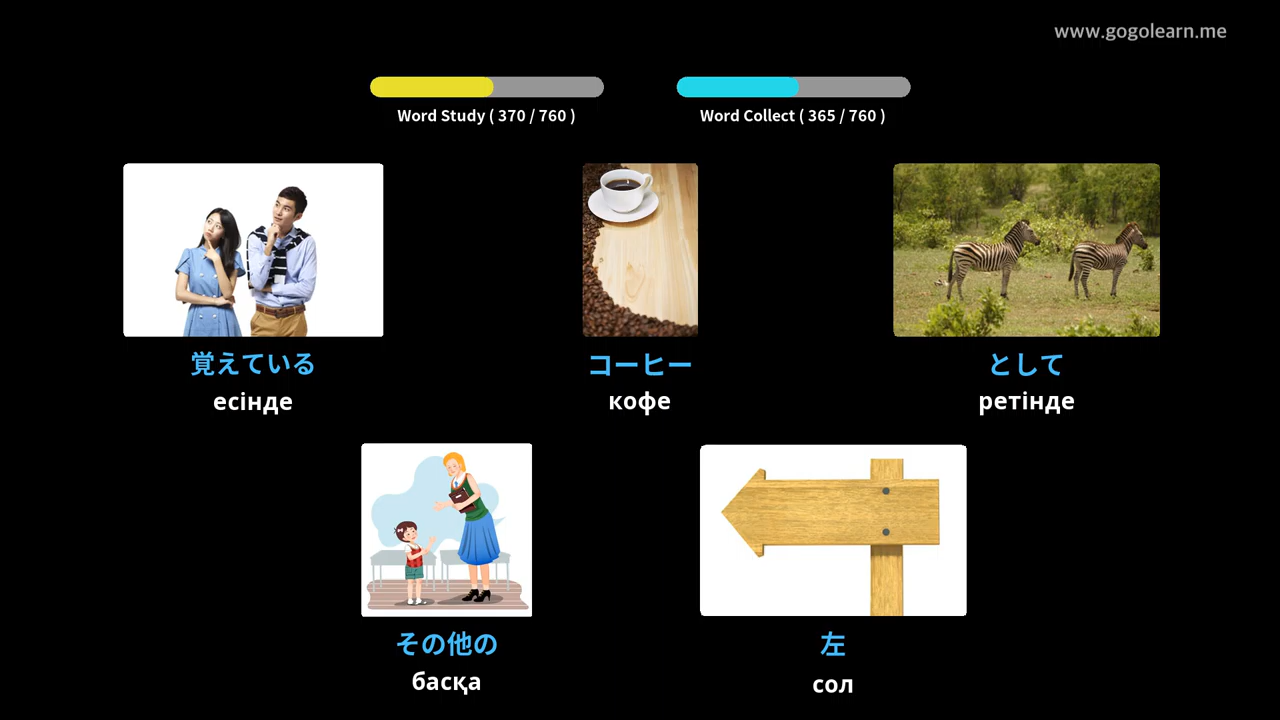 www.gogolearn.me
Word Study ( 370 / 760 )
Word Collect ( 365 / 760 )
覚えている
есінде
コーヒー
кофе
として
ретінде
その他の
басқа
左
сол